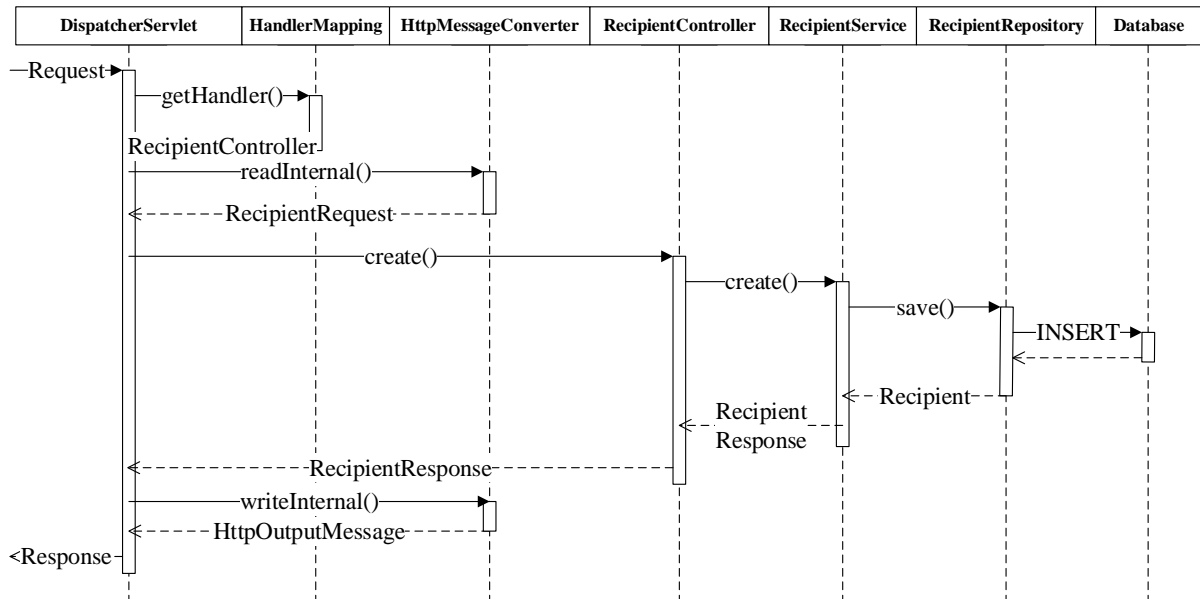 DispatcherServlet HandlerMapping HttpMessageConverter RecipientController RecipientService RecipientRepository Database
Request
getHandler()
RecipientController
readInternal()
RecipientRequest
create()
create()
save()
INSERT
Recipient
Recipient
Response
RecipientResponse
writeInternal()
HttpOutputMessage
Response